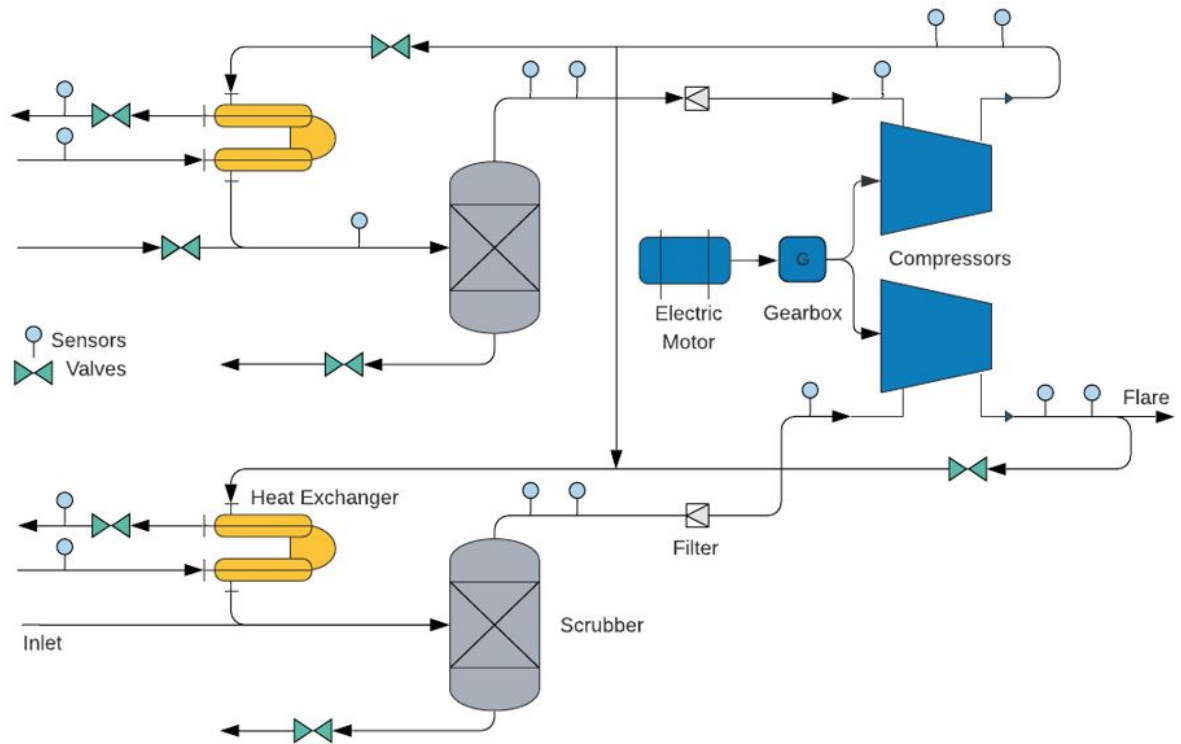 G
Compressors
Electric
Motor
Gearbox
Sensors
Valves
Flare
Heat Exchanger
Filter
Scrubber
Inlet